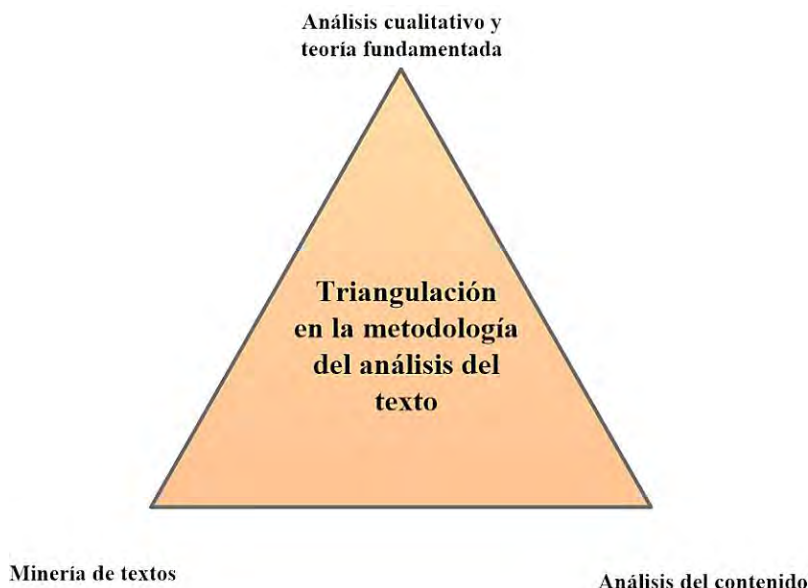 Análisis cualitativo y
teoría fundamentada
Triangulación
en la metodología
del análisis del
texto
Minería de textos
Análisis del contenido